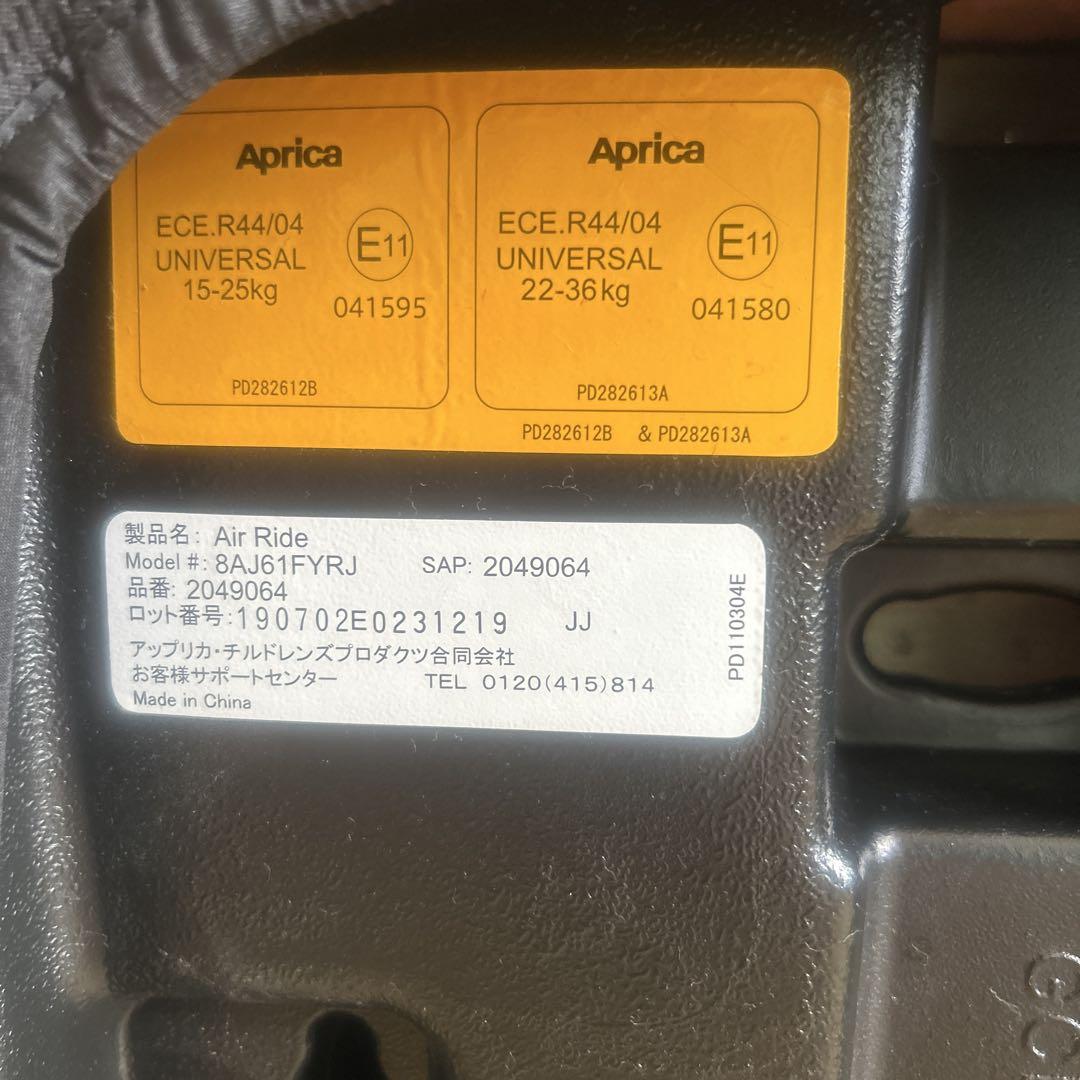 Aprica
ECE.R44/04
UNIVERSAL
15-25kg
E11
041595
PD282612B
Aprica
ECE.R44/04
UNIVERSAL
22-36kg
E11
041580
PD282613A
PD282612B & PD282613A
製品名: Air Ride
Model #: 8AJ61FYRJ SAP: 2049064
品番: 2049064
ロット番号:190702E0231219 JJ
アップリカ・チルドレンズプロダクツ合同会社
お客様サポートセンター TEL 0120(415)814
Made in China
PD110304E